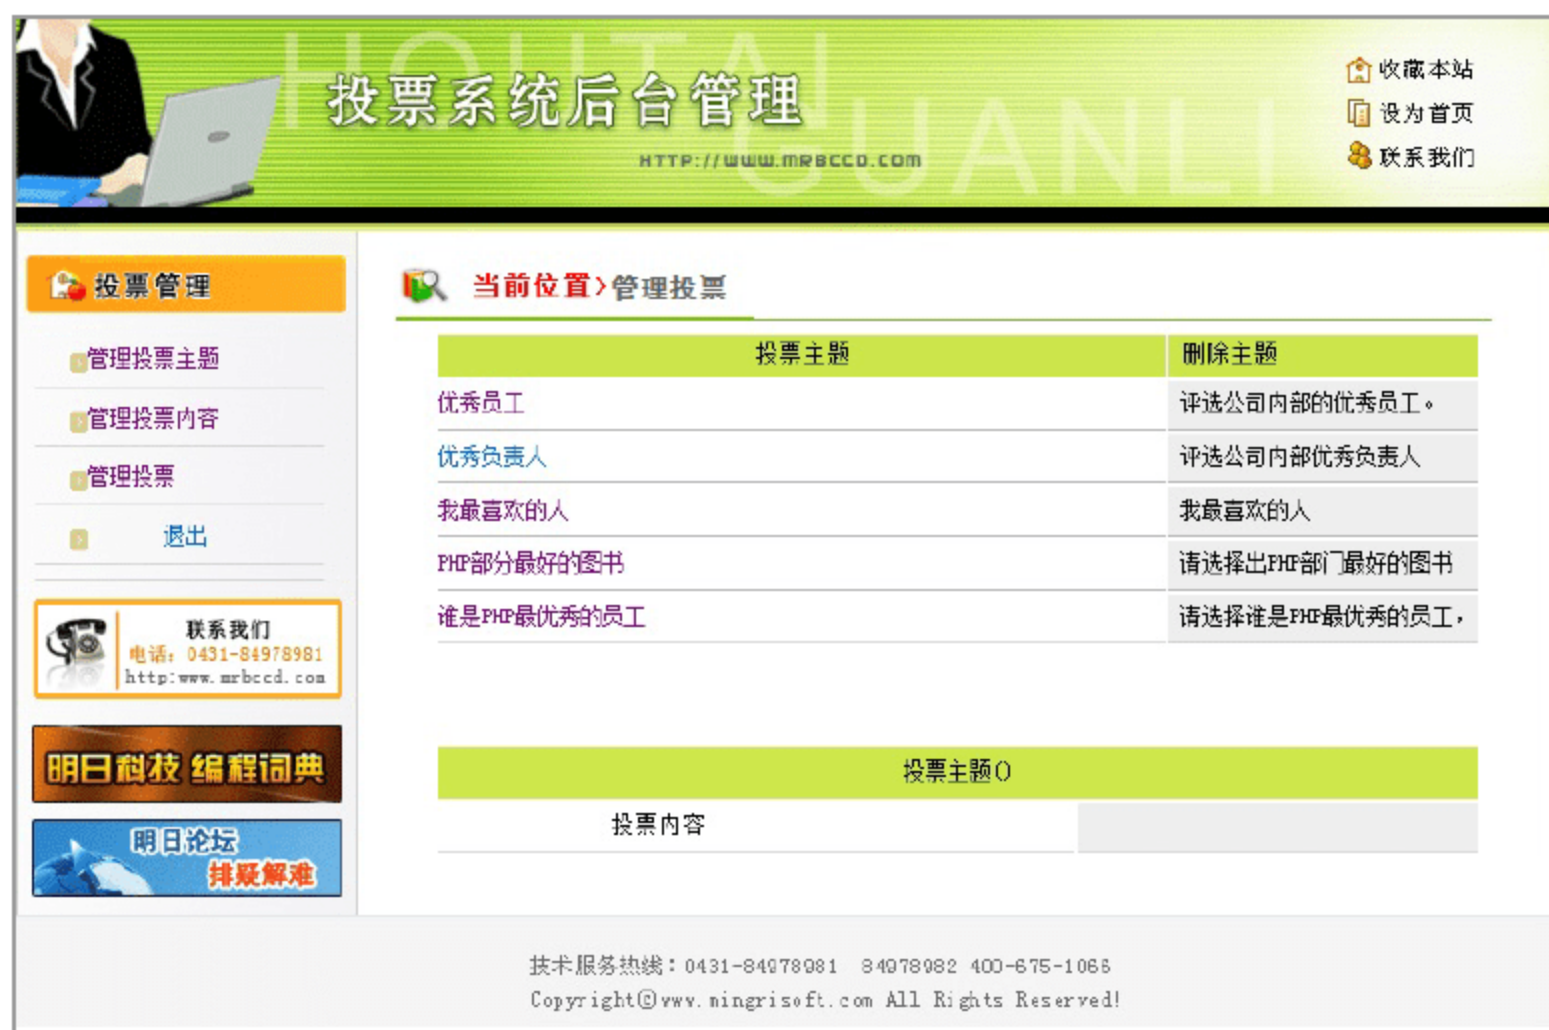 HOUTAI
GUANLI
投票系统后台管理
HTTP://WWW.MRBCCD.COM
收藏本站
设为首页
联系我们
投票管理
管理投票主题
管理投票内容
管理投票
退出
联系我们
电话：0431-84978981
http:www.mrbccd.com
明日科技 编程词典
明日论坛
排疑解难
当前位置>管理投票
投票主题 删除主题
优秀员工 评选公司内部的优秀员工。
优秀负责人 评选公司内部优秀负责人
我最喜欢的人 我最喜欢的人
PHP部分最好的图书 请选择出PHP部门最好的图书
谁是PHP最优秀的员工 请选择谁是PHP最优秀的员工，
投票主题()
投票内容
技术服务热线：0431-84978981 84978982 400-675-1066
Copyright©www.mingrisoft.com All Rights Reserved!